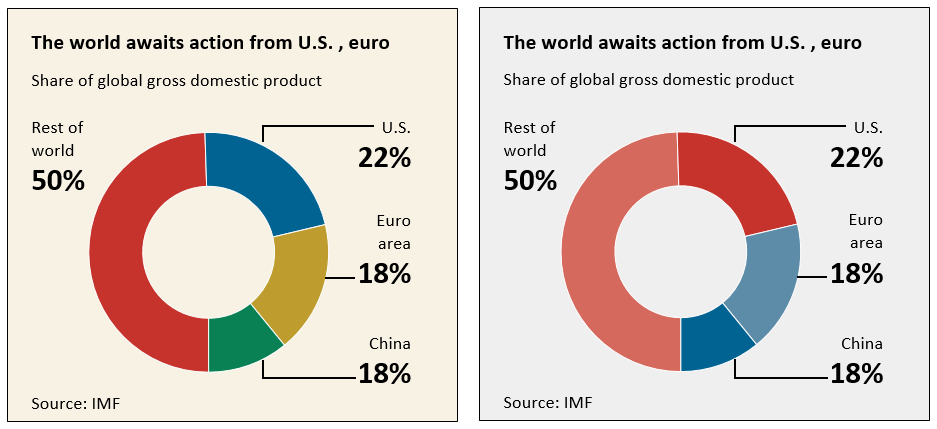 The world awaits action from U.S. , euro
Share of global gross domestic product
Rest of
world
50%
U.S.
22%
Euro
area
18%
China
18%
Source: IMF
The world awaits action from U.S. , euro
Share of global gross domestic product
Rest of
world
50%
U.S.
22%
Euro
area
18%
China
18%
Source: IMF